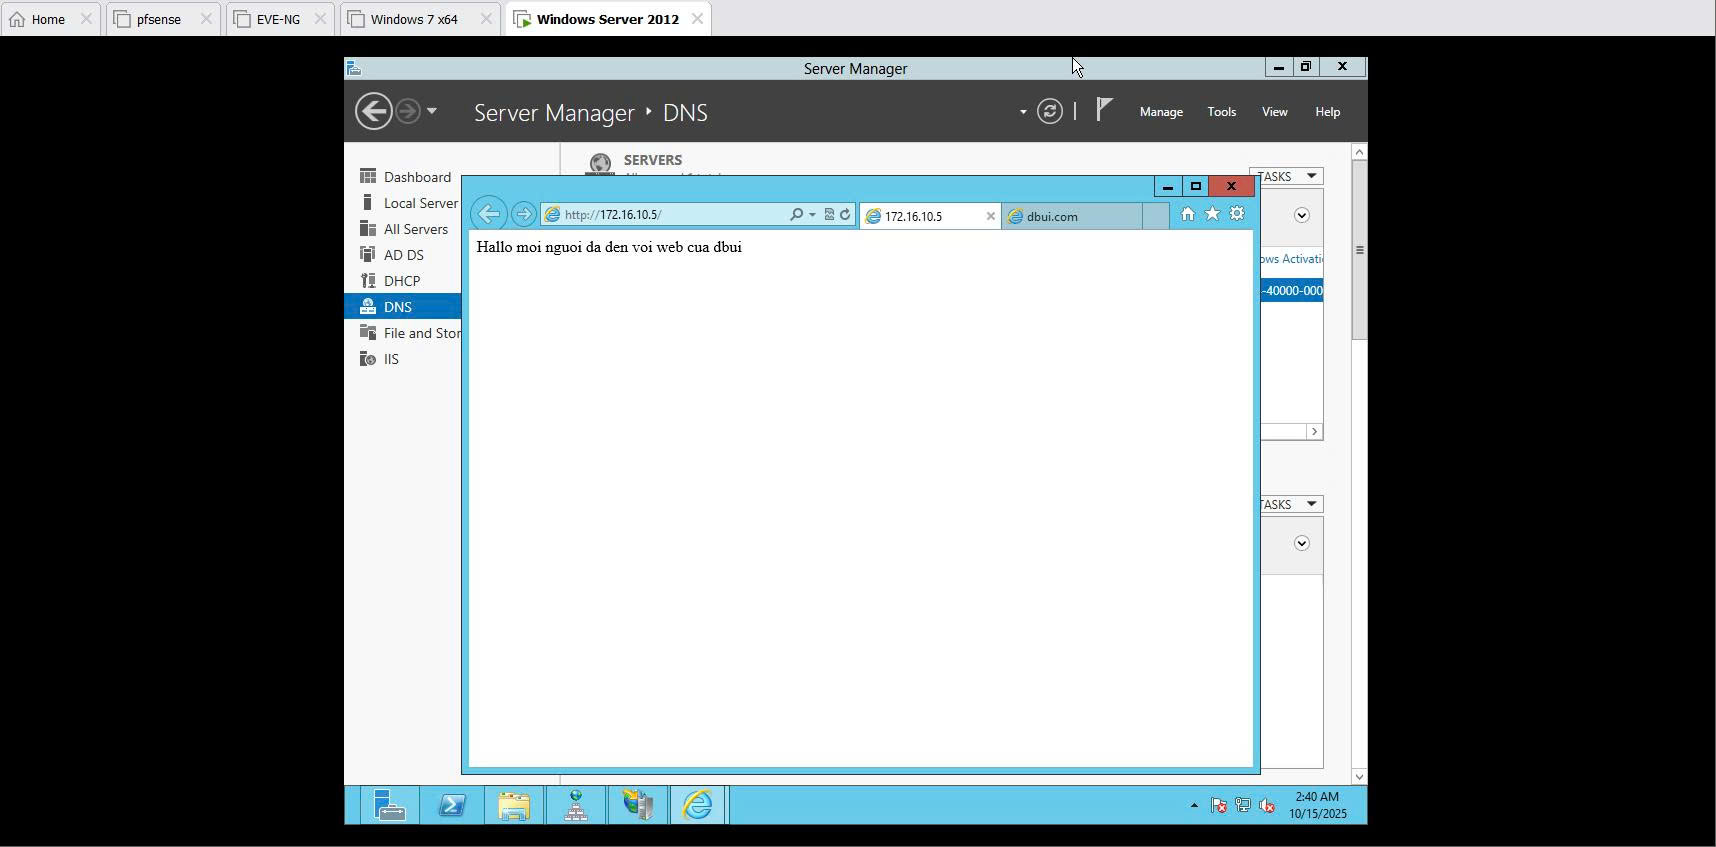 Home
pfsense
EVE-NG
Windows 7 x64
Windows Server 2012
Server Manager
Server Manager
DNS
Manage
Tools
View
Help
Dashboard
Local Server
All Servers
AD DS
DHCP
DNS
File and Stor
IIS
SERVERS
TASKS
http://172.16.10.5/
172.16.10.5
dbui.com
Hallo moi nguoi da den voi web cua dbui
ows Activati
-40000-000
TASKS
2:40 AM
10/15/2025